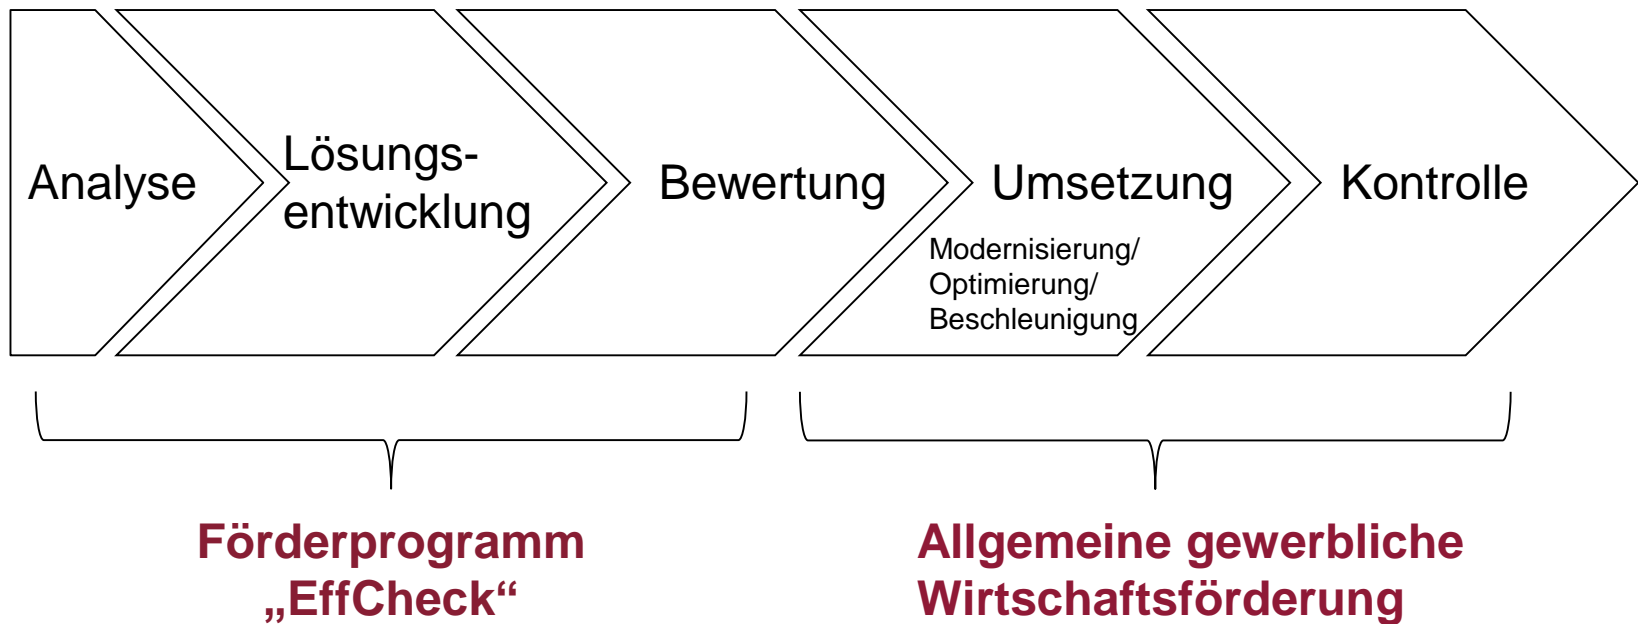 Analyse
Lösungs-
entwicklung
Bewertung
Umsetzung
Modernisierung/
Optimierung/
Beschleunigung
Kontrolle
Förderprogramm
„EffCheck“
Allgemeine gewerbliche
Wirtschaftsförderung